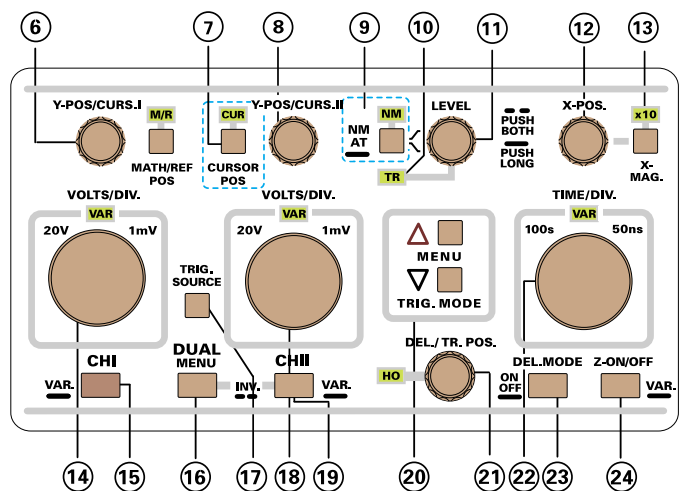 6 7 8 9 10 11 12 13
Y-POS/CURS.I
M/R
MATH/REF
POS
CUR
CURSOR
POS
Y-POS/CURS.II
NM
AT
NM
TR
LEVEL
PUSH
BOTH
PUSH
LONG
X-POS.
x10
X-
MAG.
VOLTS/DIV.
VAR
20V 1mV
TRIG.
SOURCE
VOLTS/DIV.
VAR
20V 1mV
MENU
TRIG. MODE
TIME/DIV.
VAR
100s 50ns
VAR.
CHI
DUAL
MENU
INV.
CHII
VAR.
HO
DEL./ TR. POS.
ON
OFF
DEL.MODE
Z-ON/OFF
VAR.
14 15 16 17 18 19 20 21 22 23 24